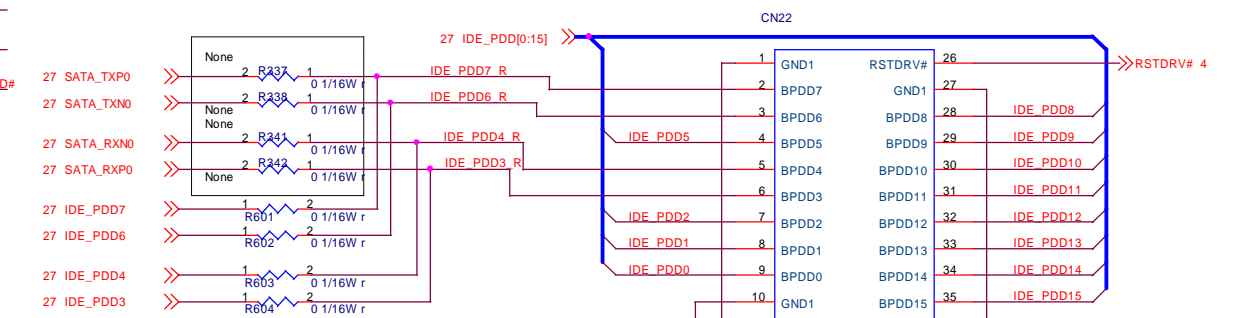 CN22
27 IDE_PDD[0:15]
None
1 GND1 RSTDRV# 26 RSTDRV# 4
D# 27 SATA_TXP0 2 R337 1 IDE_PDD7_R
0 1/16W r
2 BPDD7 GND1 27
27 SATA_TXN0 2 R338 1 IDE_PDD6_R
None 0 1/16W r
3 BPDD6 BPDD8 28 IDE_PDD8
None
27 SATA_RXN0 2 R341 1 IDE_PDD4_R IDE_PDD5 4 BPDD5 BPDD9 29 IDE_PDD9
0 1/16W r
27 SATA_RXP0 2 R342 1 IDE_PDD3_R 5 BPDD4 BPDD10 30 IDE_PDD10
None 0 1/16W r
6 BPDD3 BPDD11 31 IDE_PDD11
27 IDE_PDD7 1 R601 2 IDE_PDD2 7 BPDD2 BPDD12 32 IDE_PDD12
0 1/16W r
27 IDE_PDD6 1 R602 2 IDE_PDD1 8 BPDD1 BPDD13 33 IDE_PDD13
0 1/16W r
27 IDE_PDD4 1 R603 2 IDE_PDD0 9 BPDD0 BPDD14 34 IDE_PDD14
0 1/16W r
27 IDE_PDD3 1 R604 2 10 GND1 BPDD15 35 IDE_PDD15
0 1/16W r